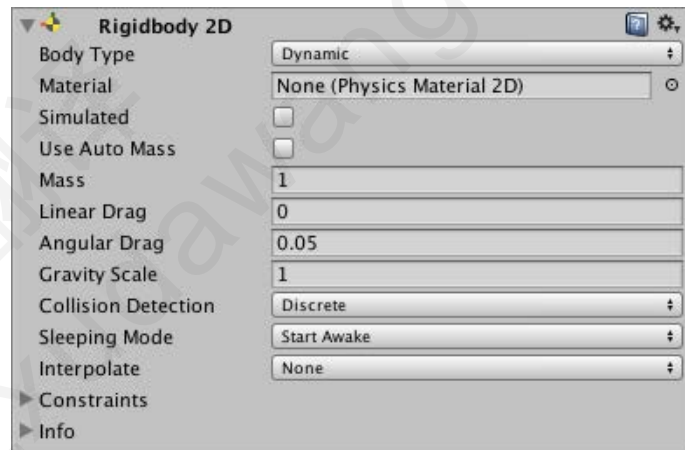 Rigidbody 2D
Body Type Dynamic
Material None (Physics Material 2D)
Simulated
Use Auto Mass
Mass 1
Linear Drag 0
Angular Drag 0.05
Gravity Scale 1
Collision Detection Discrete
Sleeping Mode Start Awake
Interpolate None
Constraints
Info